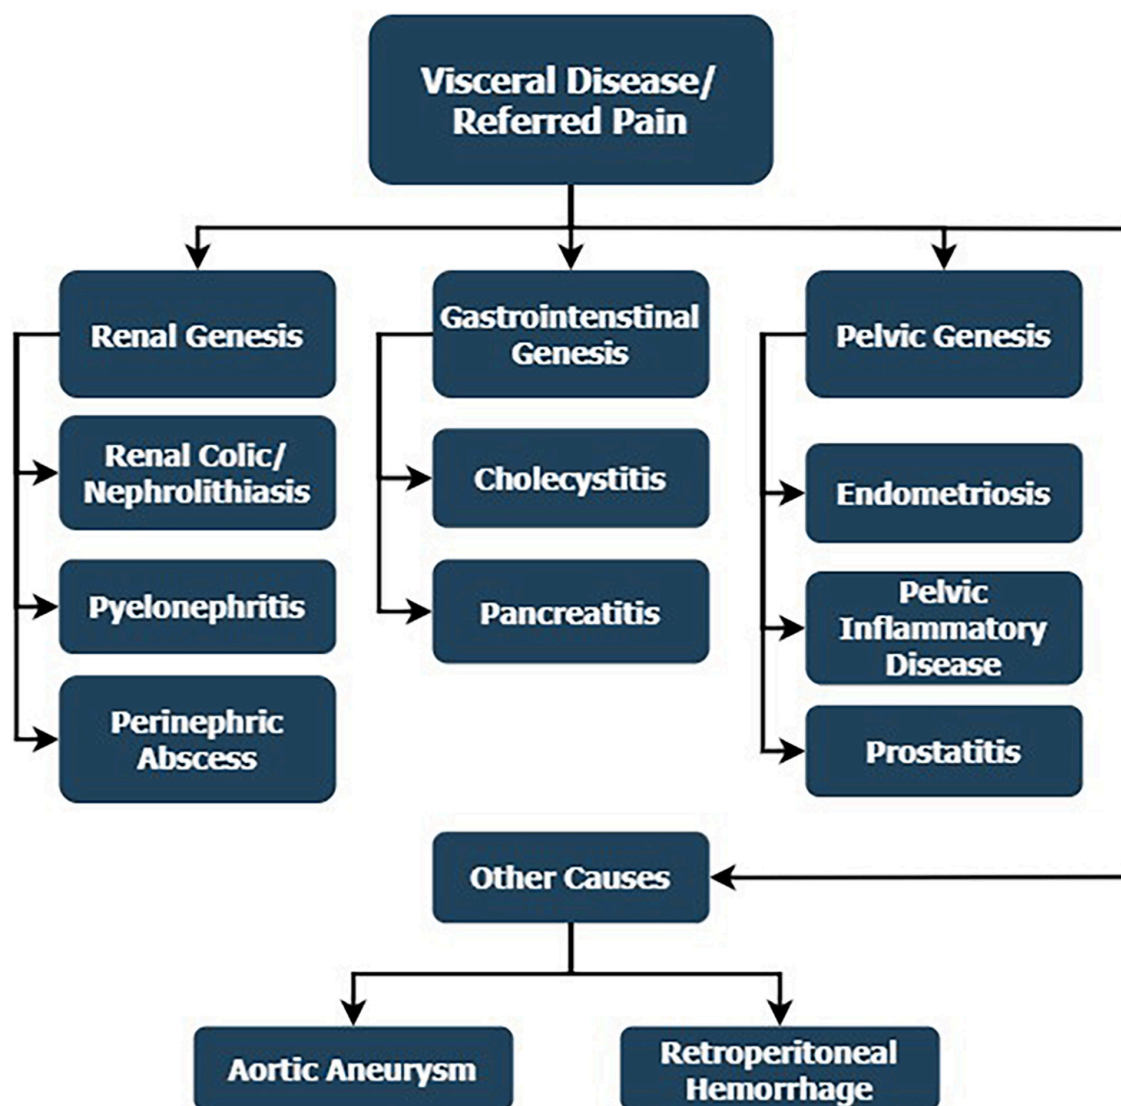 Visceral Disease/
Referred Pain
Renal Genesis
Gastrointenstinal
Genesis
Pelvic Genesis
Renal Colic/
Nephrolithiasis
Cholecystitis
Endometriosis
Pyelonephritis
Pancreatitis
Pelvic
Inflammatory
Disease
Perinephric
Abscess
Prostatitis
Other Causes
Aortic Aneurysm
Retroperitoneal
Hemorrhage